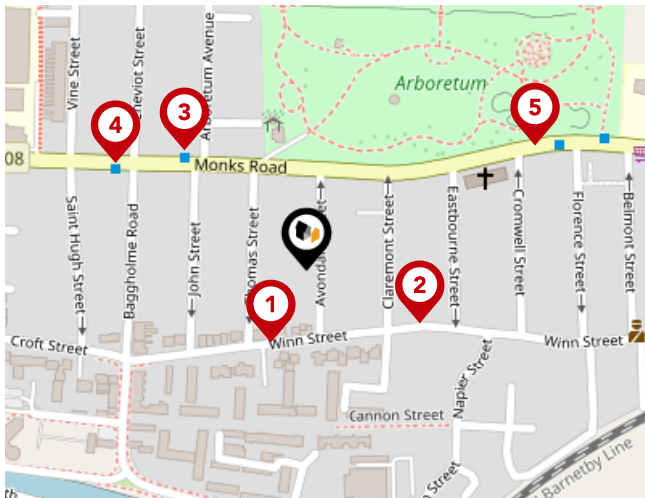 Vine Street
Cheviot Street
Arboretum Avenue
Arboretum
4
3
5
08
Monks Road
Saint Hugh Street
Baggholme Road
John Street
Thomas Street
Claremont Street
Eastbourne Street
Cromwell Street
Florence Street
Belmont Street
1
2
Croft Street
Winn Street
Winn Street
Napier Street
Cannon Street
Street
Barnetby Line